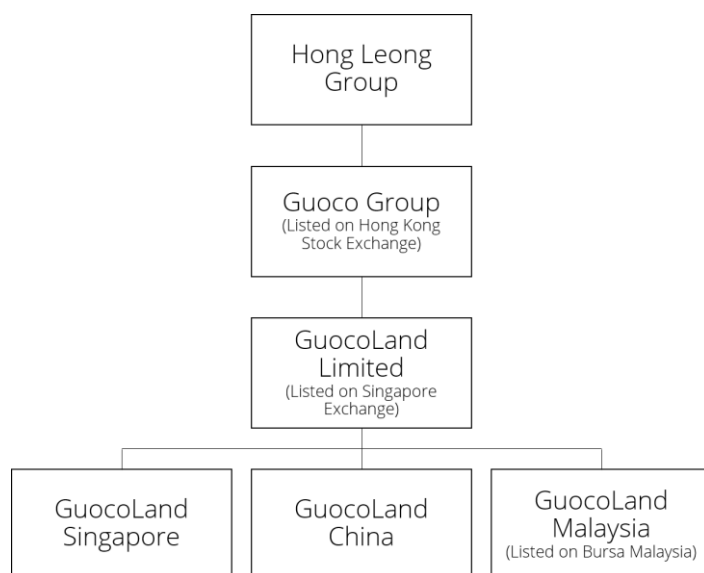 Hong Leong
Group
Guoco Group
(Listed on Hong Kong
Stock Exchange)
GuocoLand
Limited
(Listed on Singapore
Exchange)
GuocoLand
Singapore
GuocoLand
China
GuocoLand
Malaysia
(Listed on Bursa Malaysia)